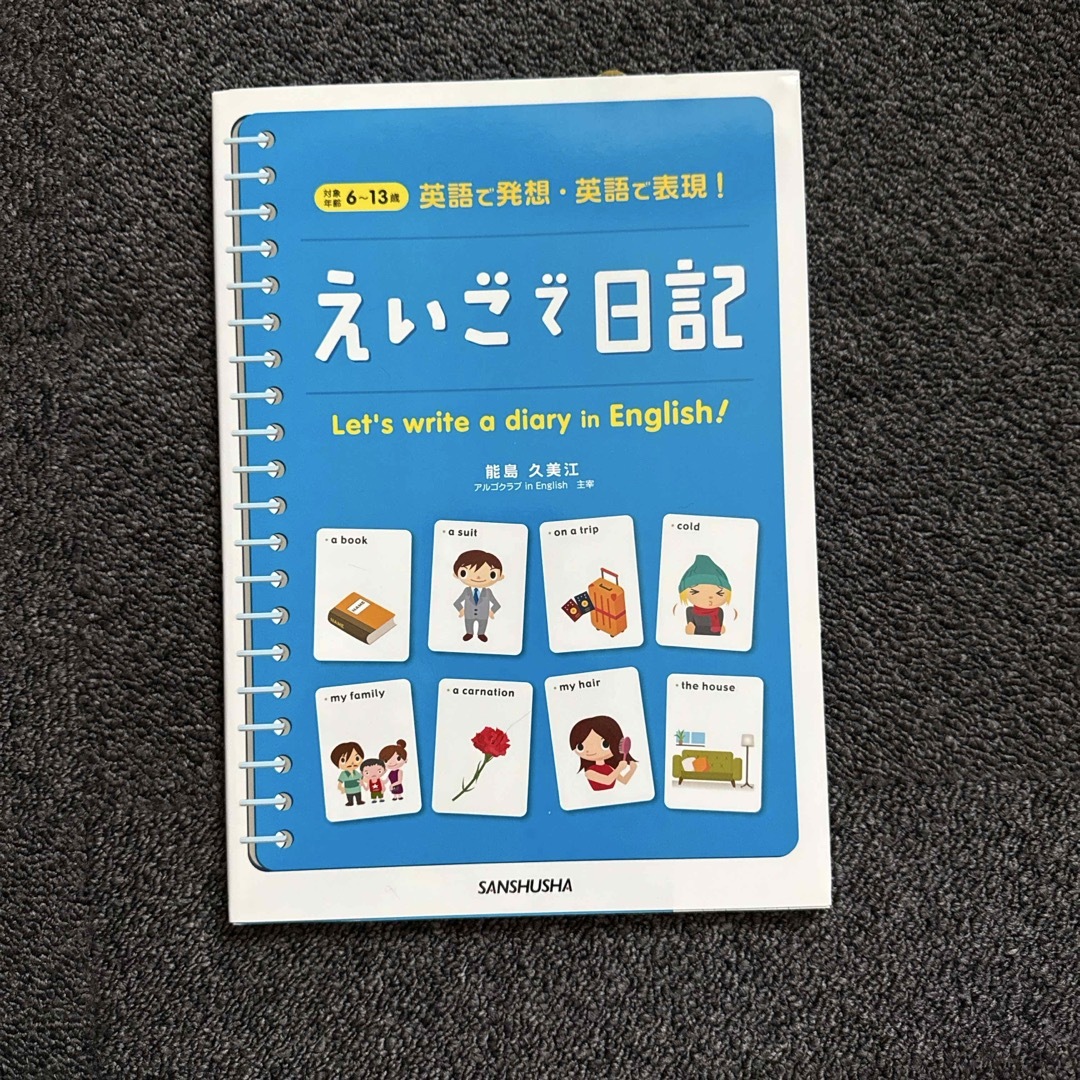 対象年齢 6〜13歳 英語で発想・英語で表現！
えいごで日記
Let's write a diary in English!
能島 久美江
アルゴクラブ in English 主宰
a book
a suit
on a trip
cold
NAME
NAME
my family
a carnation
my hair
the house
SANSHUSHA